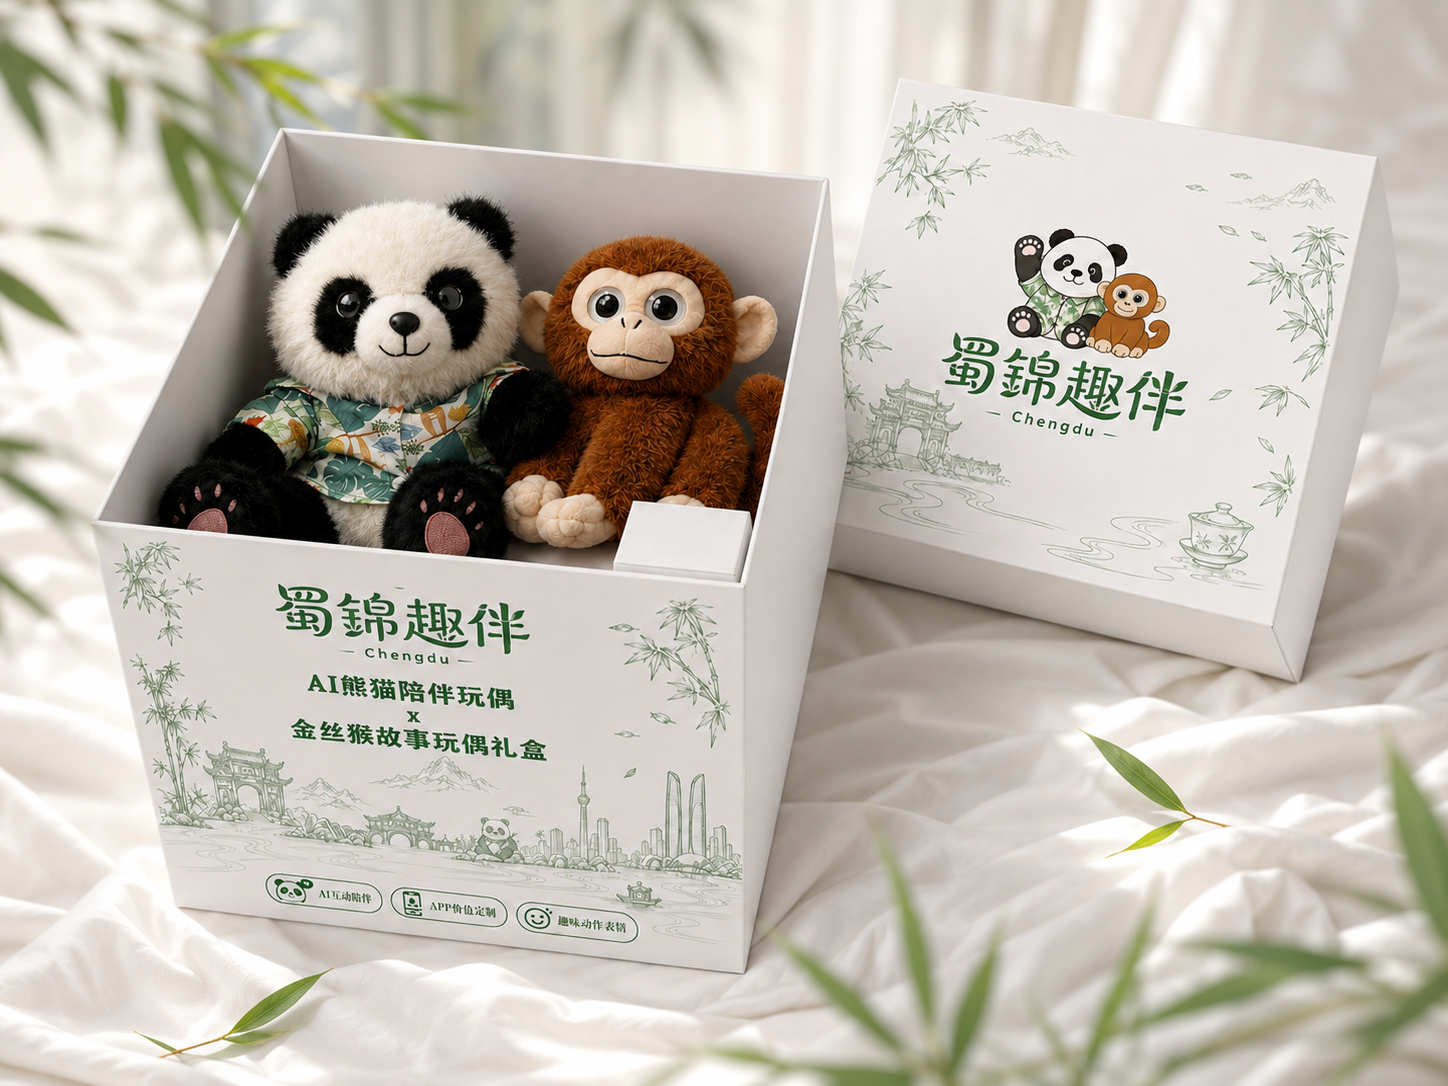 蜀錦趣伴
Chengdu
AI熊猫陪伴玩偶
x
金丝猴故事玩偶礼盒
AI互动陪伴
APP价值定制
趣味动作表情
蜀錦趣伴
Chengdu